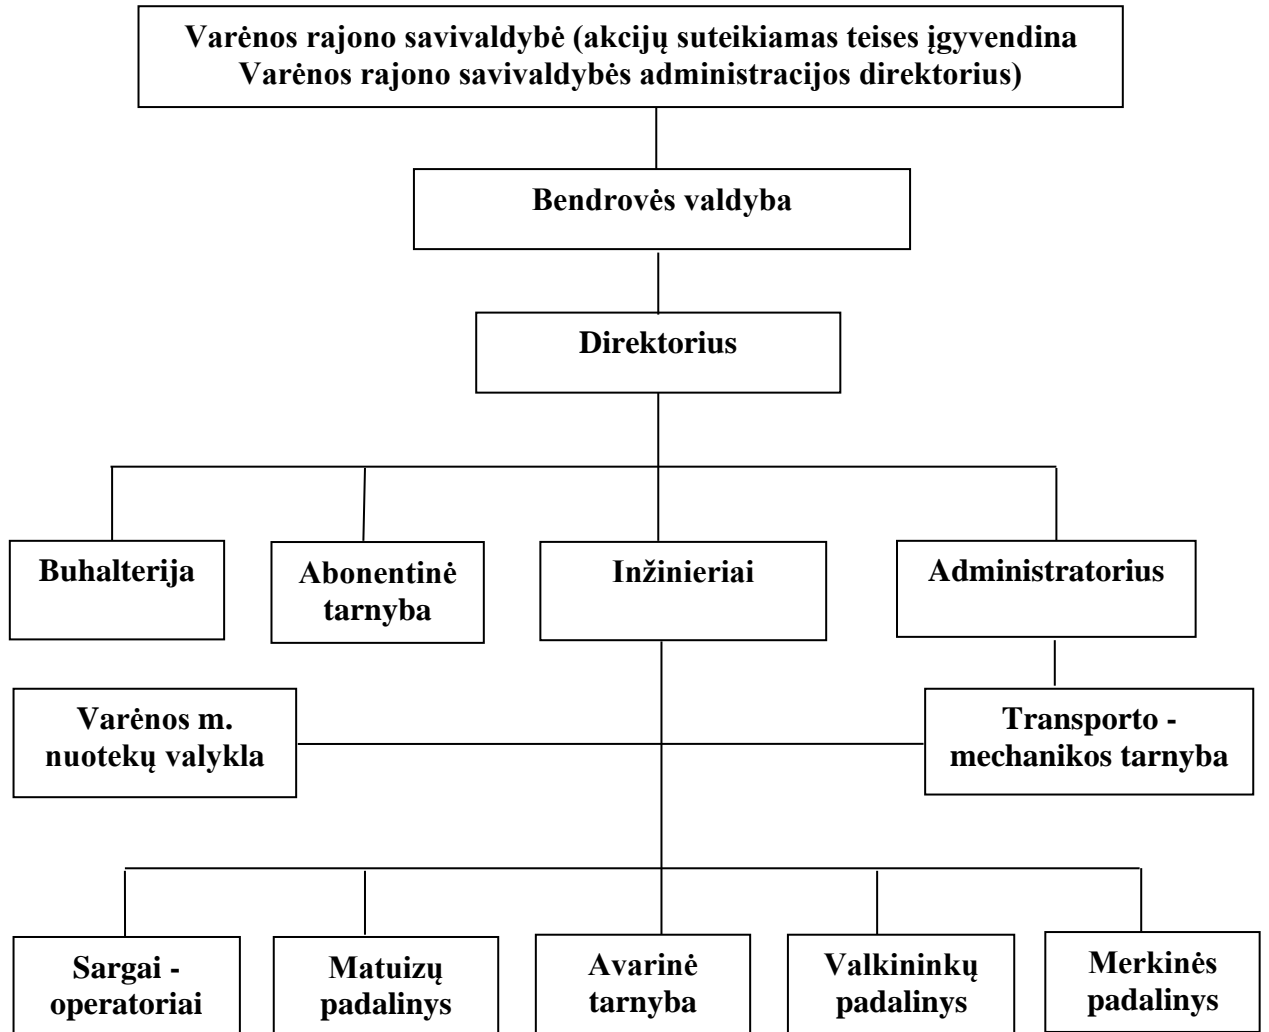 Varėnos rajono savivaldybė (akcijų suteikiamas teises įgyvendina
Varėnos rajono savivaldybės administracijos direktorius)
Bendrovės valdyba
Direktorius
Buhalterija
Abonentinė
tarnyba
Inžinieriai
Administratorius
Varėnos m.
nuotekų valykla
Transporto -
mechanikos tarnyba
Sargai -
operatoriai
Matuizų
padalinys
Avarinė
tarnyba
Valkininkų
padalinys
Merkinės
padalinys